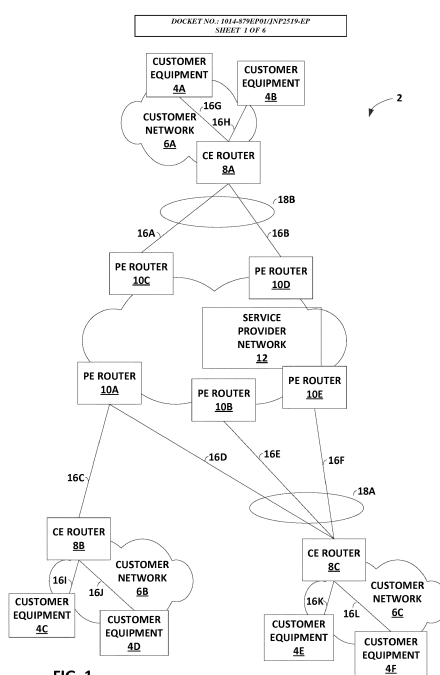 DOCKET NO.: 1014-879EP01/JNP2519-EP
SHEET 1 OF 6
CUSTOMER
EQUIPMENT
4A
CUSTOMER
EQUIPMENT
4B
2
16G
16H
CUSTOMER
NETWORK
6A
CE ROUTER
8A
18B
16A
16B
PE ROUTER
10C
PE ROUTER
10D
SERVICE
PROVIDER
NETWORK
12
PE ROUTER
10A
PE ROUTER
10B
PE ROUTER
10E
16C
16D
16E
16F
18A
CE ROUTER
8B
CE ROUTER
8C
16I
16J
CUSTOMER
NETWORK
6B
CUSTOMER
EQUIPMENT
4C
CUSTOMER
EQUIPMENT
4D
16K
16L
CUSTOMER
NETWORK
6C
CUSTOMER
EQUIPMENT
4E
CUSTOMER
EQUIPMENT
4F
FIG. 1